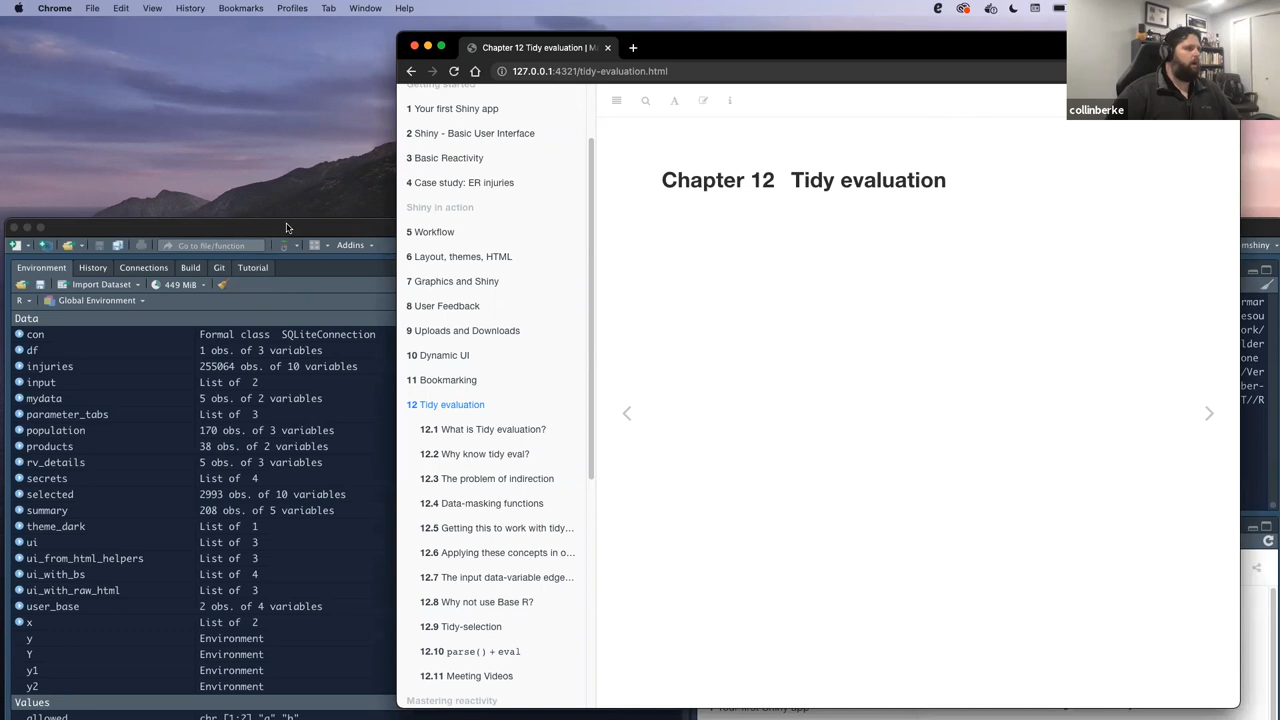 Chrome File Edit View History Bookmarks Profiles Tab Window Help
Chapter 12 Tidy evaluation | Ma
127.0.0.1:4321/tidy-evaluation.html
collinberke
Getting started
1 Your first Shiny app
2 Shiny - Basic User Interface
3 Basic Reactivity
4 Case study: ER injuries
Shiny in action
5 Workflow
6 Layout, themes, HTML
7 Graphics and Shiny
8 User Feedback
9 Uploads and Downloads
10 Dynamic UI
11 Bookmarking
12 Tidy evaluation
12.1 What is Tidy evaluation?
12.2 Why know tidy eval?
12.3 The problem of indirection
12.4 Data-masking functions
12.5 Getting this to work with tidy…
12.6 Applying these concepts in o…
12.7 The input data-variable edge…
12.8 Why not use Base R?
12.9 Tidy-selection
12.10 parse() + eval
12.11 Meeting Videos
Mastering reactivity
Chapter 12 Tidy evaluation
Go to file/function
Addins
Environment History Connections Build Git Tutorial
Import Dataset
449 MiB
R
Global Environment
Data
con Formal class SQLiteConnection
df 1 obs. of 3 variables
injuries 255064 obs. of 10 variables
input List of 2
mydata 5 obs. of 2 variables
parameter_tabs List of 3
population 170 obs. of 3 variables
products 38 obs. of 2 variables
rv_details 5 obs. of 3 variables
secrets List of 4
selected 2993 obs. of 10 variables
summary 208 obs. of 5 variables
theme_dark List of 1
ui List of 3
ui_from_html_helpers List of 3
ui_with_bs List of 4
ui_with_raw_html List of 3
user_base 2 obs. of 4 variables
x List of 2
y Environment
Y Environment
y1 Environment
y2 Environment
Values
allowed chr [1:2] "a" "b"
mshiny
1 Your first Shiny app